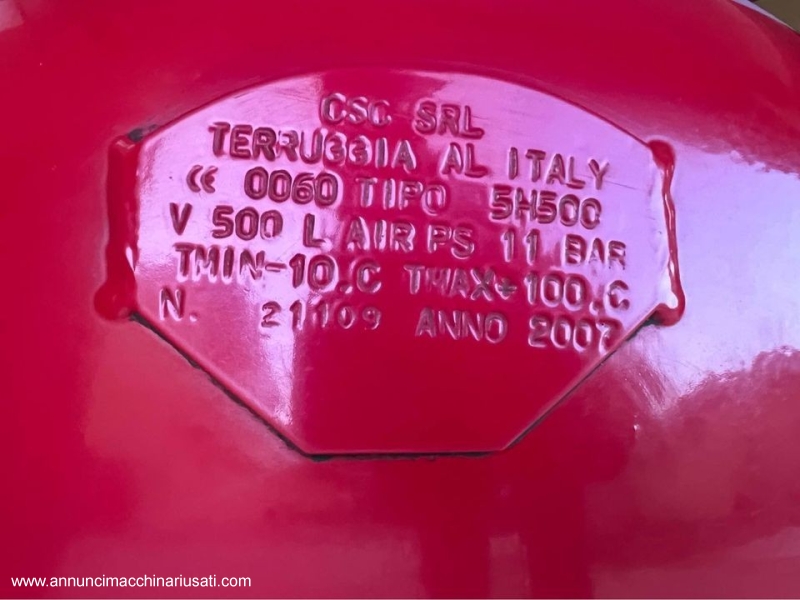 CSC SRL
TERRUGGIA AL ITALY
CE 0060 TIPO 5H500
V 500 L AIR PS 11 BAR
TMIN-10.C TMAX+100.C
N. 21109 ANNO 2007
www.annuncimacchinariusati.com